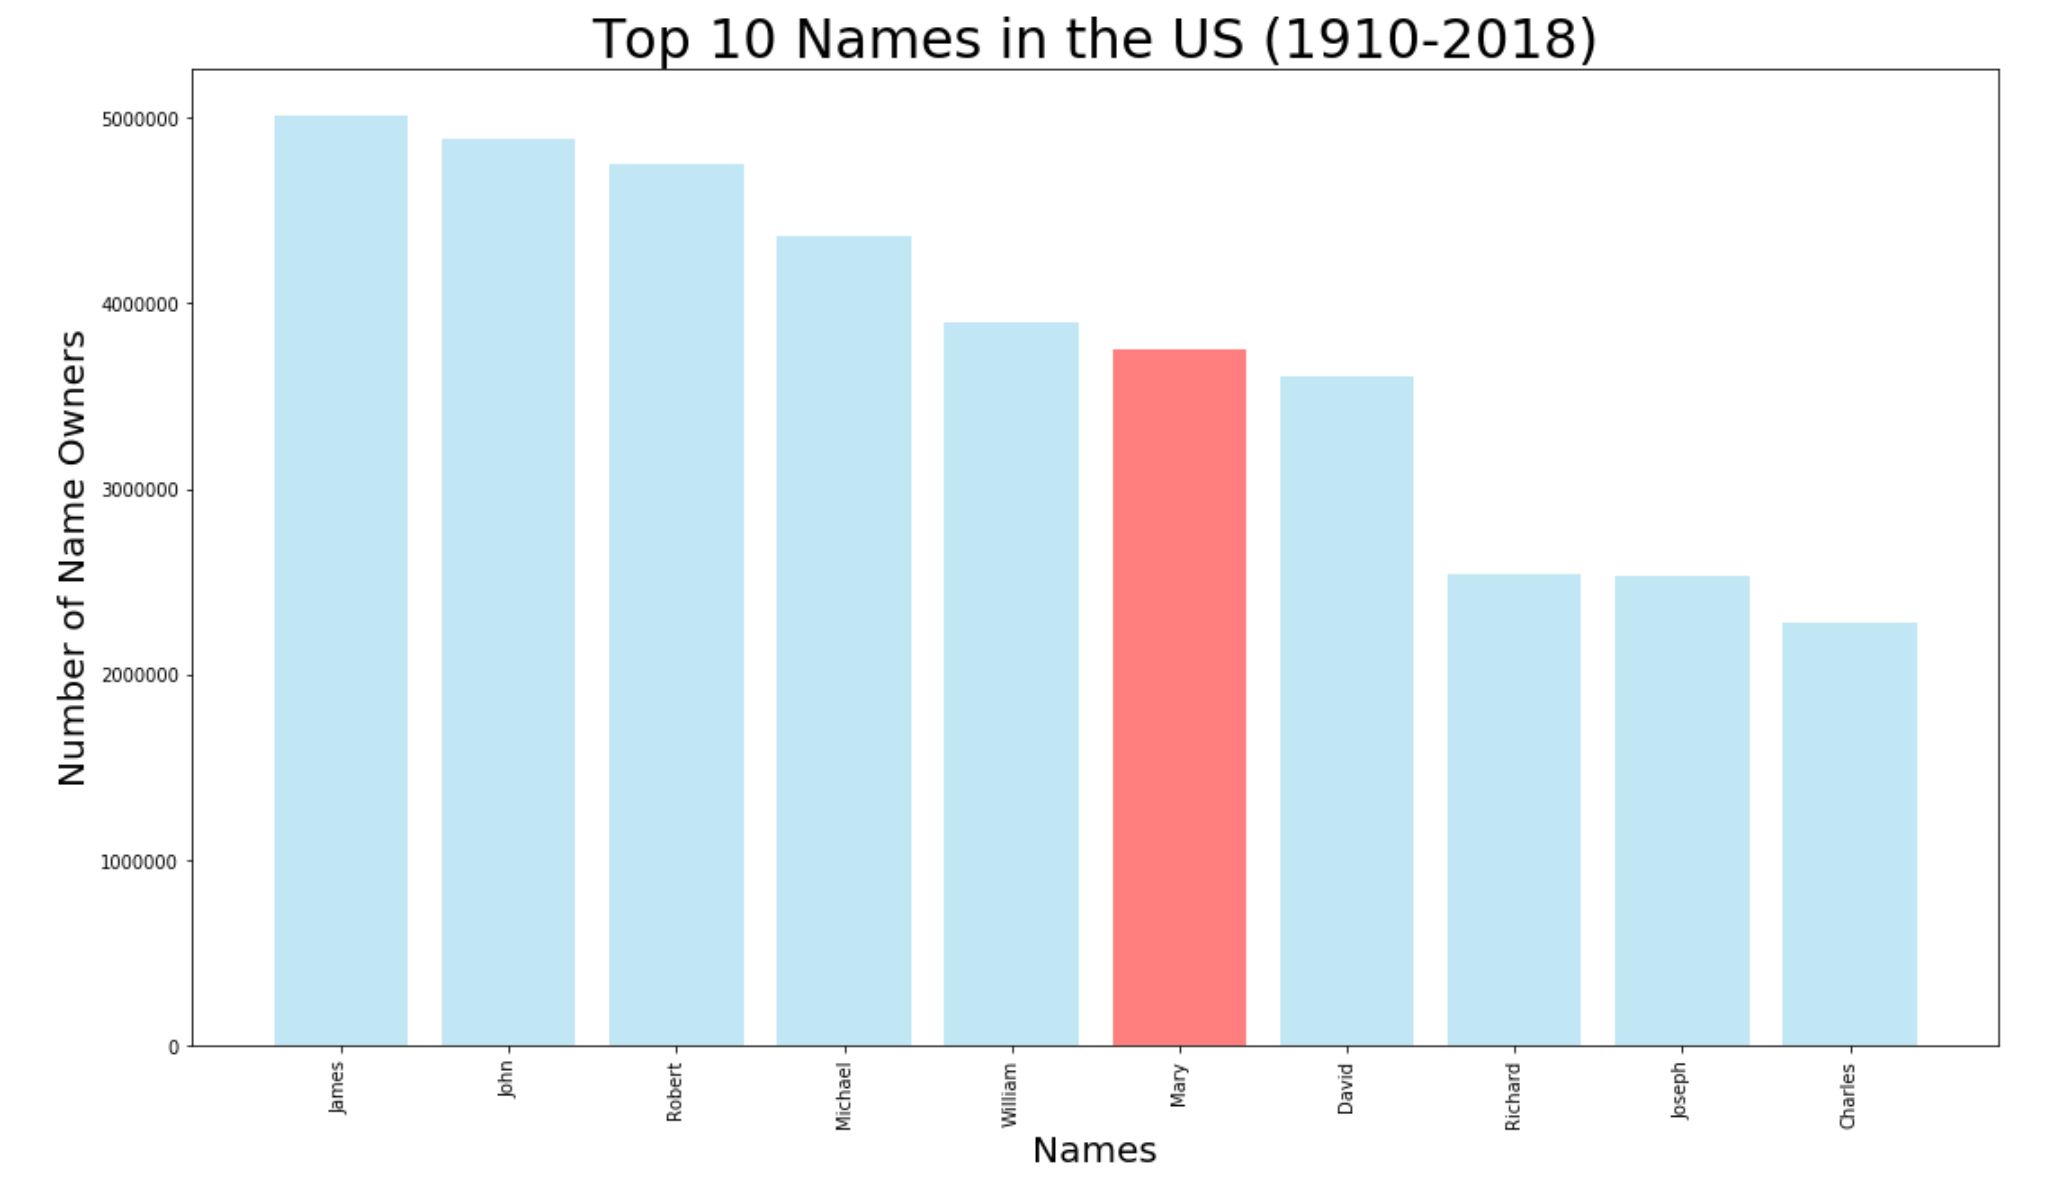 Top 10 Names in the US (1910-2018)
Number of Name Owners
5000000
4000000
3000000
2000000
1000000
0
James
John
Robert
Michael
William
Mary
David
Richard
Joseph
Charles
Names